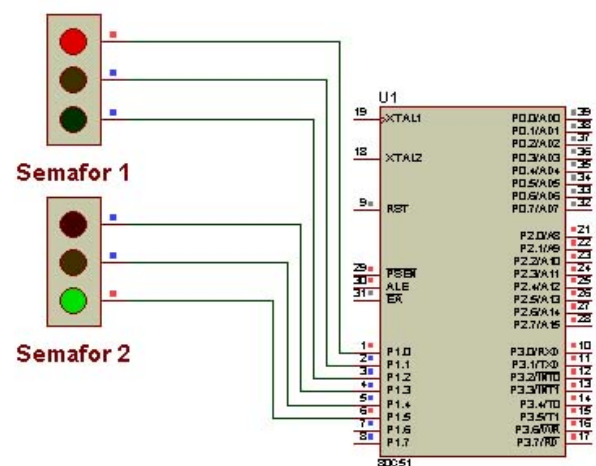 Semafor 1
Semafor 2
U1
19 XTAL1
18 XTAL2
9 RST
29 PSEN
30 ALE
31 EA
1 P1.0
2 P1.1
3 P1.2
4 P1.3
5 P1.4
6 P1.5
7 P1.6
8 P1.7
P0.0/AD0 39
P0.1/AD1 38
P0.2/AD2 37
P0.3/AD3 36
P0.4/AD4 35
P0.5/AD5 34
P0.6/AD6 33
P0.7/AD7 32
P2.0/A8 21
P2.1/A9 22
P2.2/A10 23
P2.3/A11 24
P2.4/A12 25
P2.5/A13 26
P2.6/A14 27
P2.7/A15 28
P3.0/RXD 10
P3.1/TXD 11
P3.2/INT0 12
P3.3/INT1 13
P3.4/T0 14
P3.5/T1 15
P3.6/WR 16
P3.7/RD 17
80C51